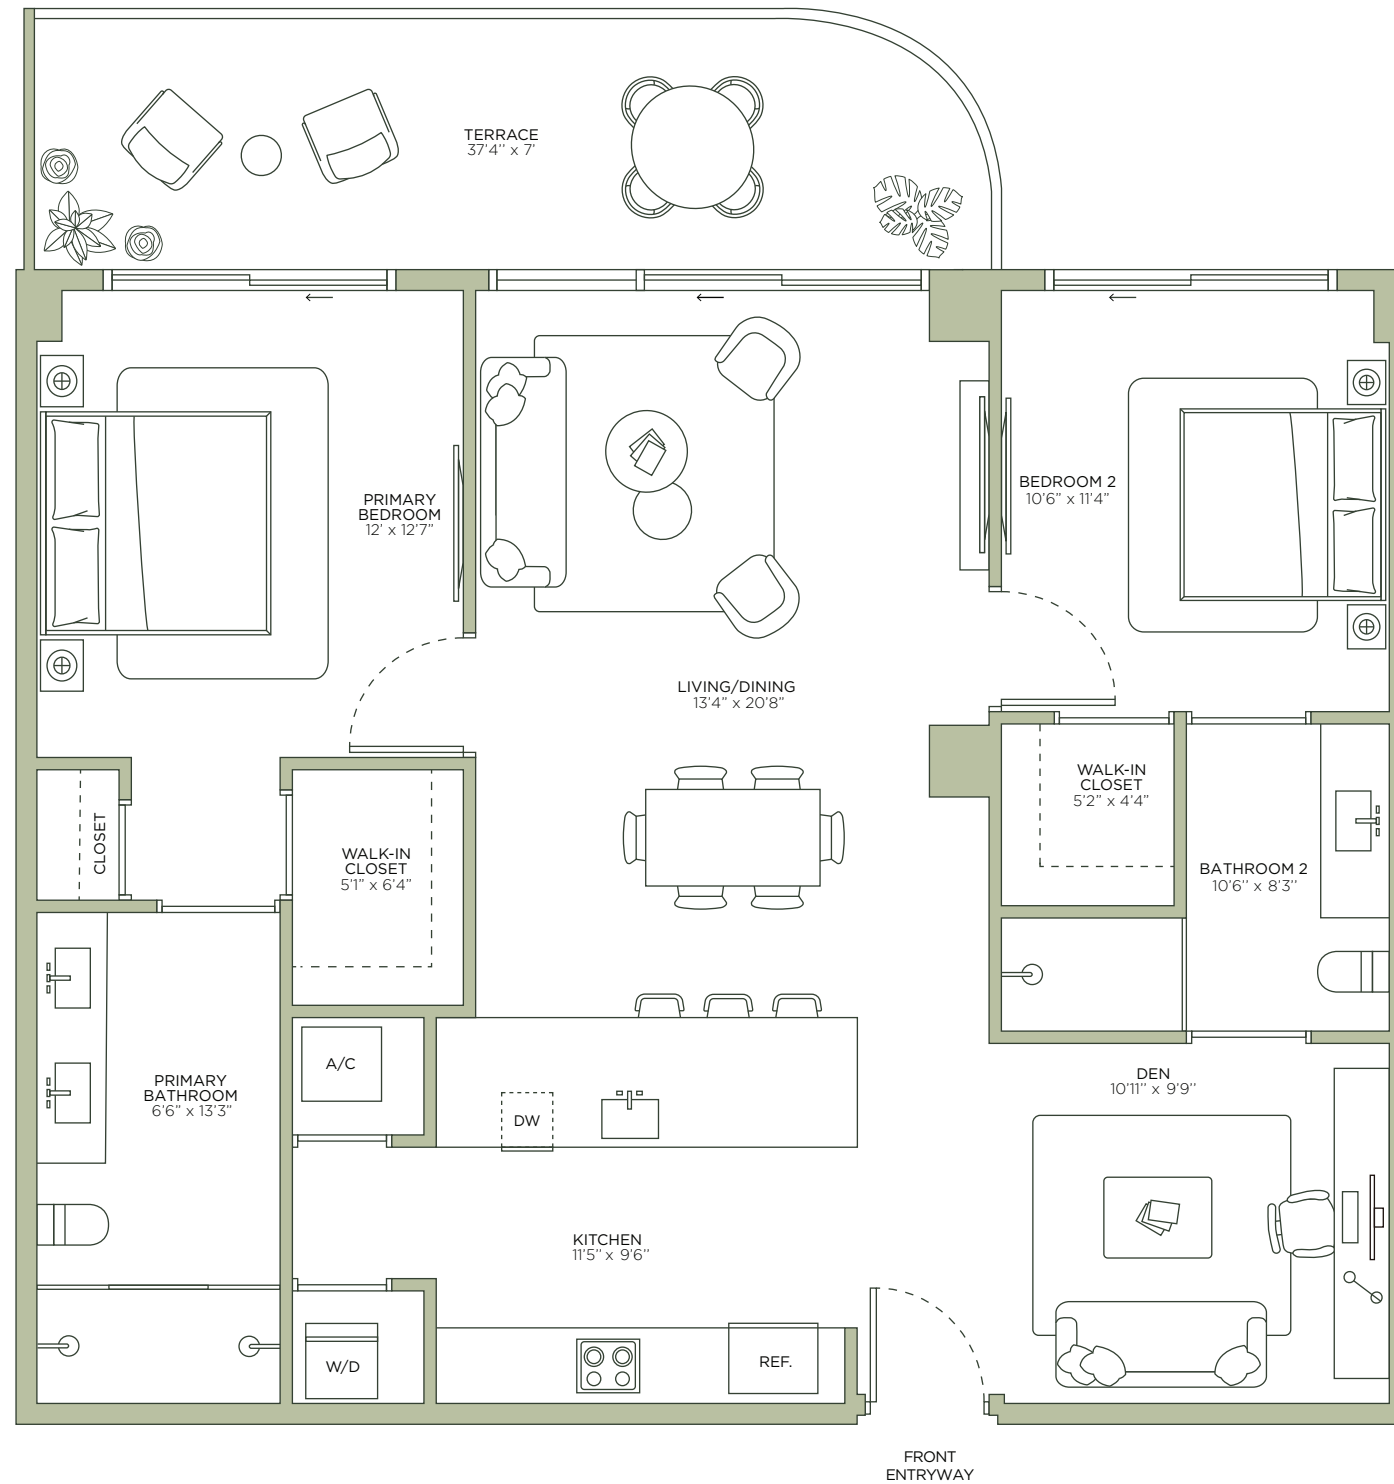 TERRACE
37'4'' x 7'
PRIMARY
BEDROOM
12' x 12'7”
BEDROOM 2
10'6” x 11'4”
LIVING/DINING
13'4” x 20'8”
CLOSET
WALK-IN
CLOSET
5'1” x 6'4”
WALK-IN
CLOSET
5'2” x 4'4”
BATHROOM 2
10'6'' x 8'3''
A/C
PRIMARY
BATHROOM
6'6” x 13'3”
DW
DEN
10'11” x 9'9''
KITCHEN
11'5'' x 9'6”
W/D
REF.
FRONT
ENTRYWAY